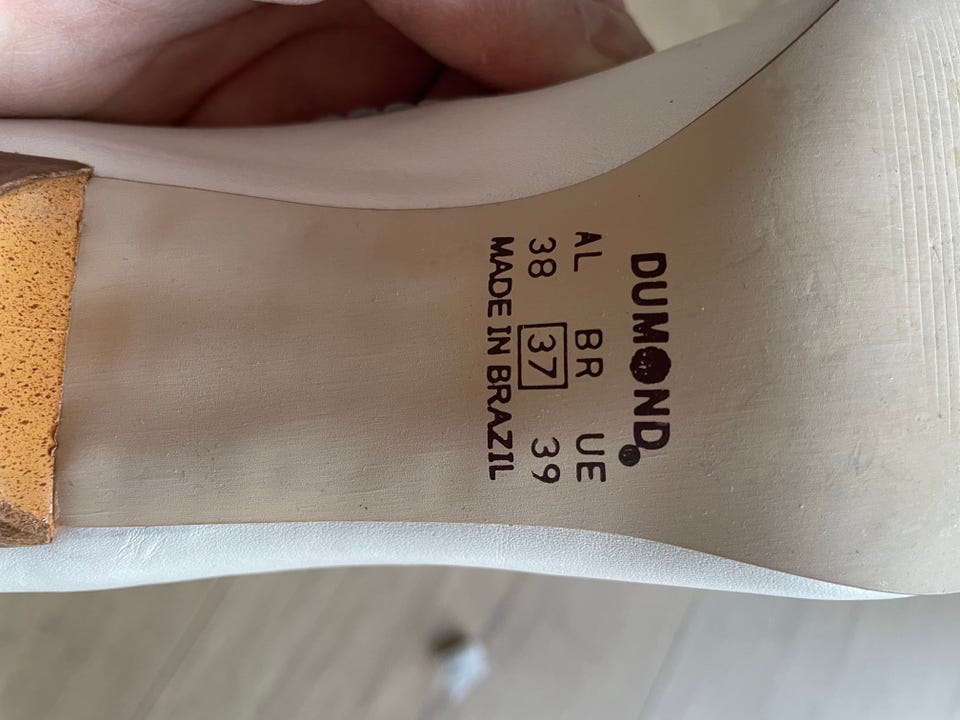 DUMOND.
AL BR UE
38 37 39
MADE IN BRAZIL